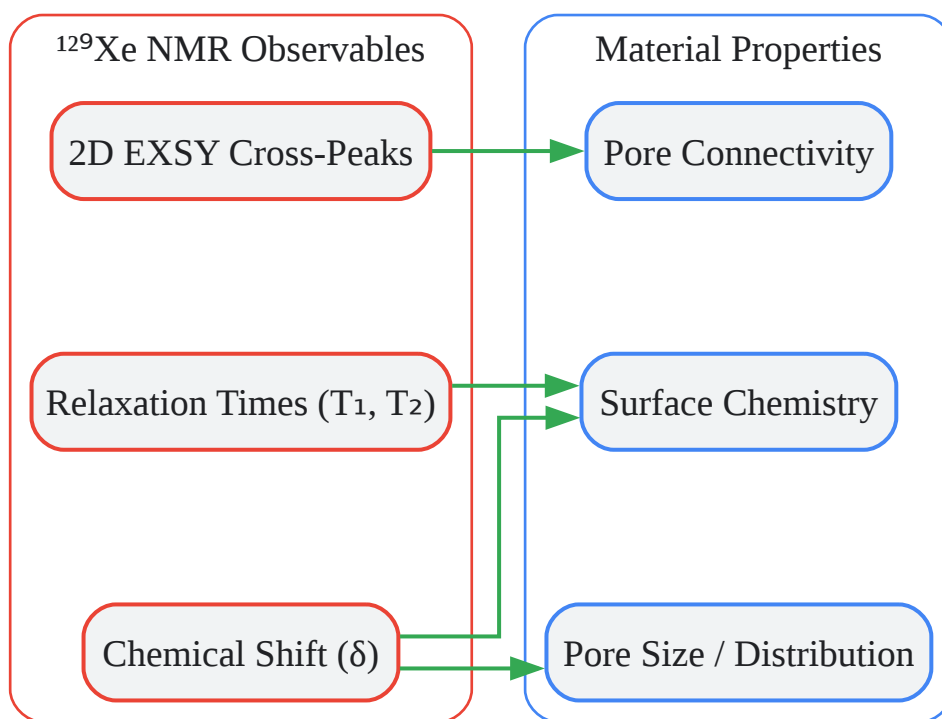 ¹²⁹Xe NMR Observables
Material Properties
2D EXSY Cross-Peaks
Pore Connectivity
Relaxation Times (T₁, T₂)
Surface Chemistry
Chemical Shift (δ)
Pore Size / Distribution